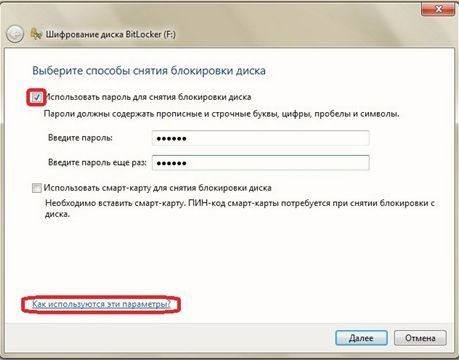 Шифрование диска BitLocker (F:)
Выберите способы снятия блокировки диска
Использовать пароль для снятия блокировки диска
Пароли должны содержать прописные и строчные буквы, цифры, пробелы и символы.
Введите пароль: ••••••
Введите пароль еще раз: ••••••
Использовать смарт-карту для снятия блокировки диска
Необходимо вставить смарт-карту. ПИН-код смарт-карты потребуется при снятии блокировки с
диска.
Как используются эти параметры?
Далее Отмена